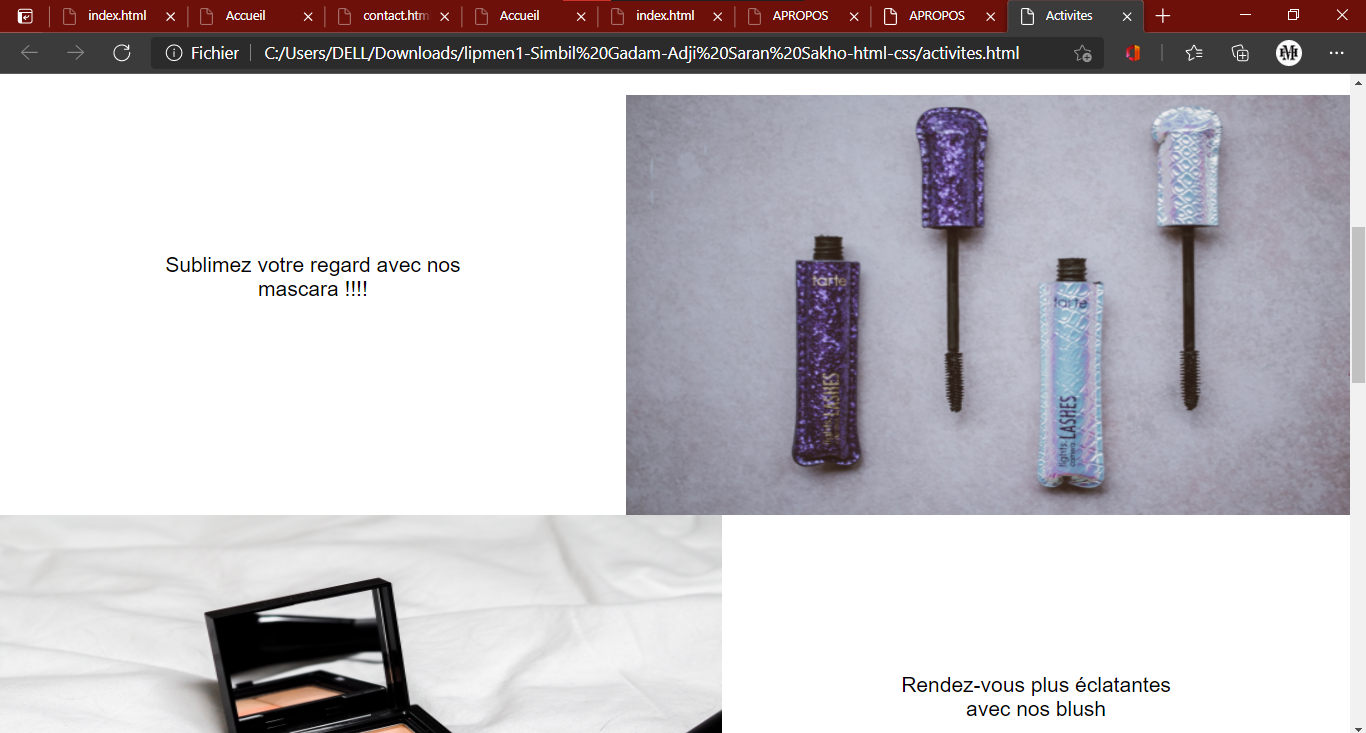 index.html
Accueil
contact.htm
Accueil
index.html
APROPOS
APROPOS
Activites
Fichier
C:/Users/DELL/Downloads/lipmen1-Simbil%20Gadam-Adji%20Saran%20Sakho-html-css/activites.html
Sublimez votre regard avec nos
mascara !!!!
tarte
LASHES
tarte
lights
camera
LASHES
Rendez-vous plus éclatantes
avec nos blush